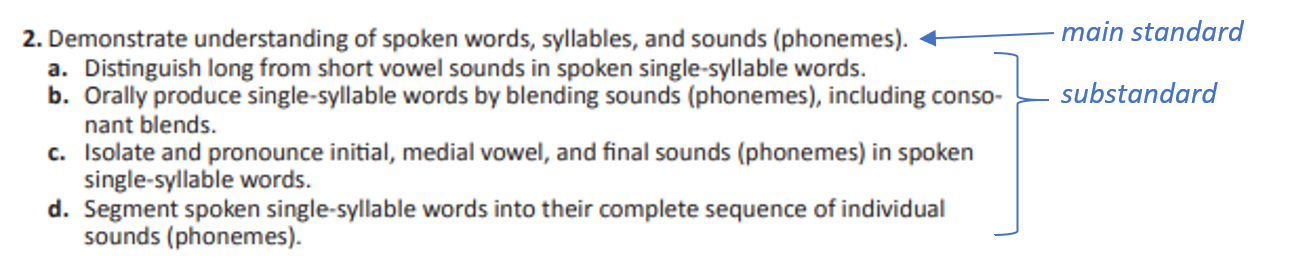 2. Demonstrate understanding of spoken words, syllables, and sounds (phonemes).
main standard
a. Distinguish long from short vowel sounds in spoken single-syllable words.
b. Orally produce single-syllable words by blending sounds (phonemes), including conso-
substandard
nant blends.
c. Isolate and pronounce initial, medial vowel, and final sounds (phonemes) in spoken
single-syllable words.
d. Segment spoken single-syllable words into their complete sequence of individual
sounds (phonemes).